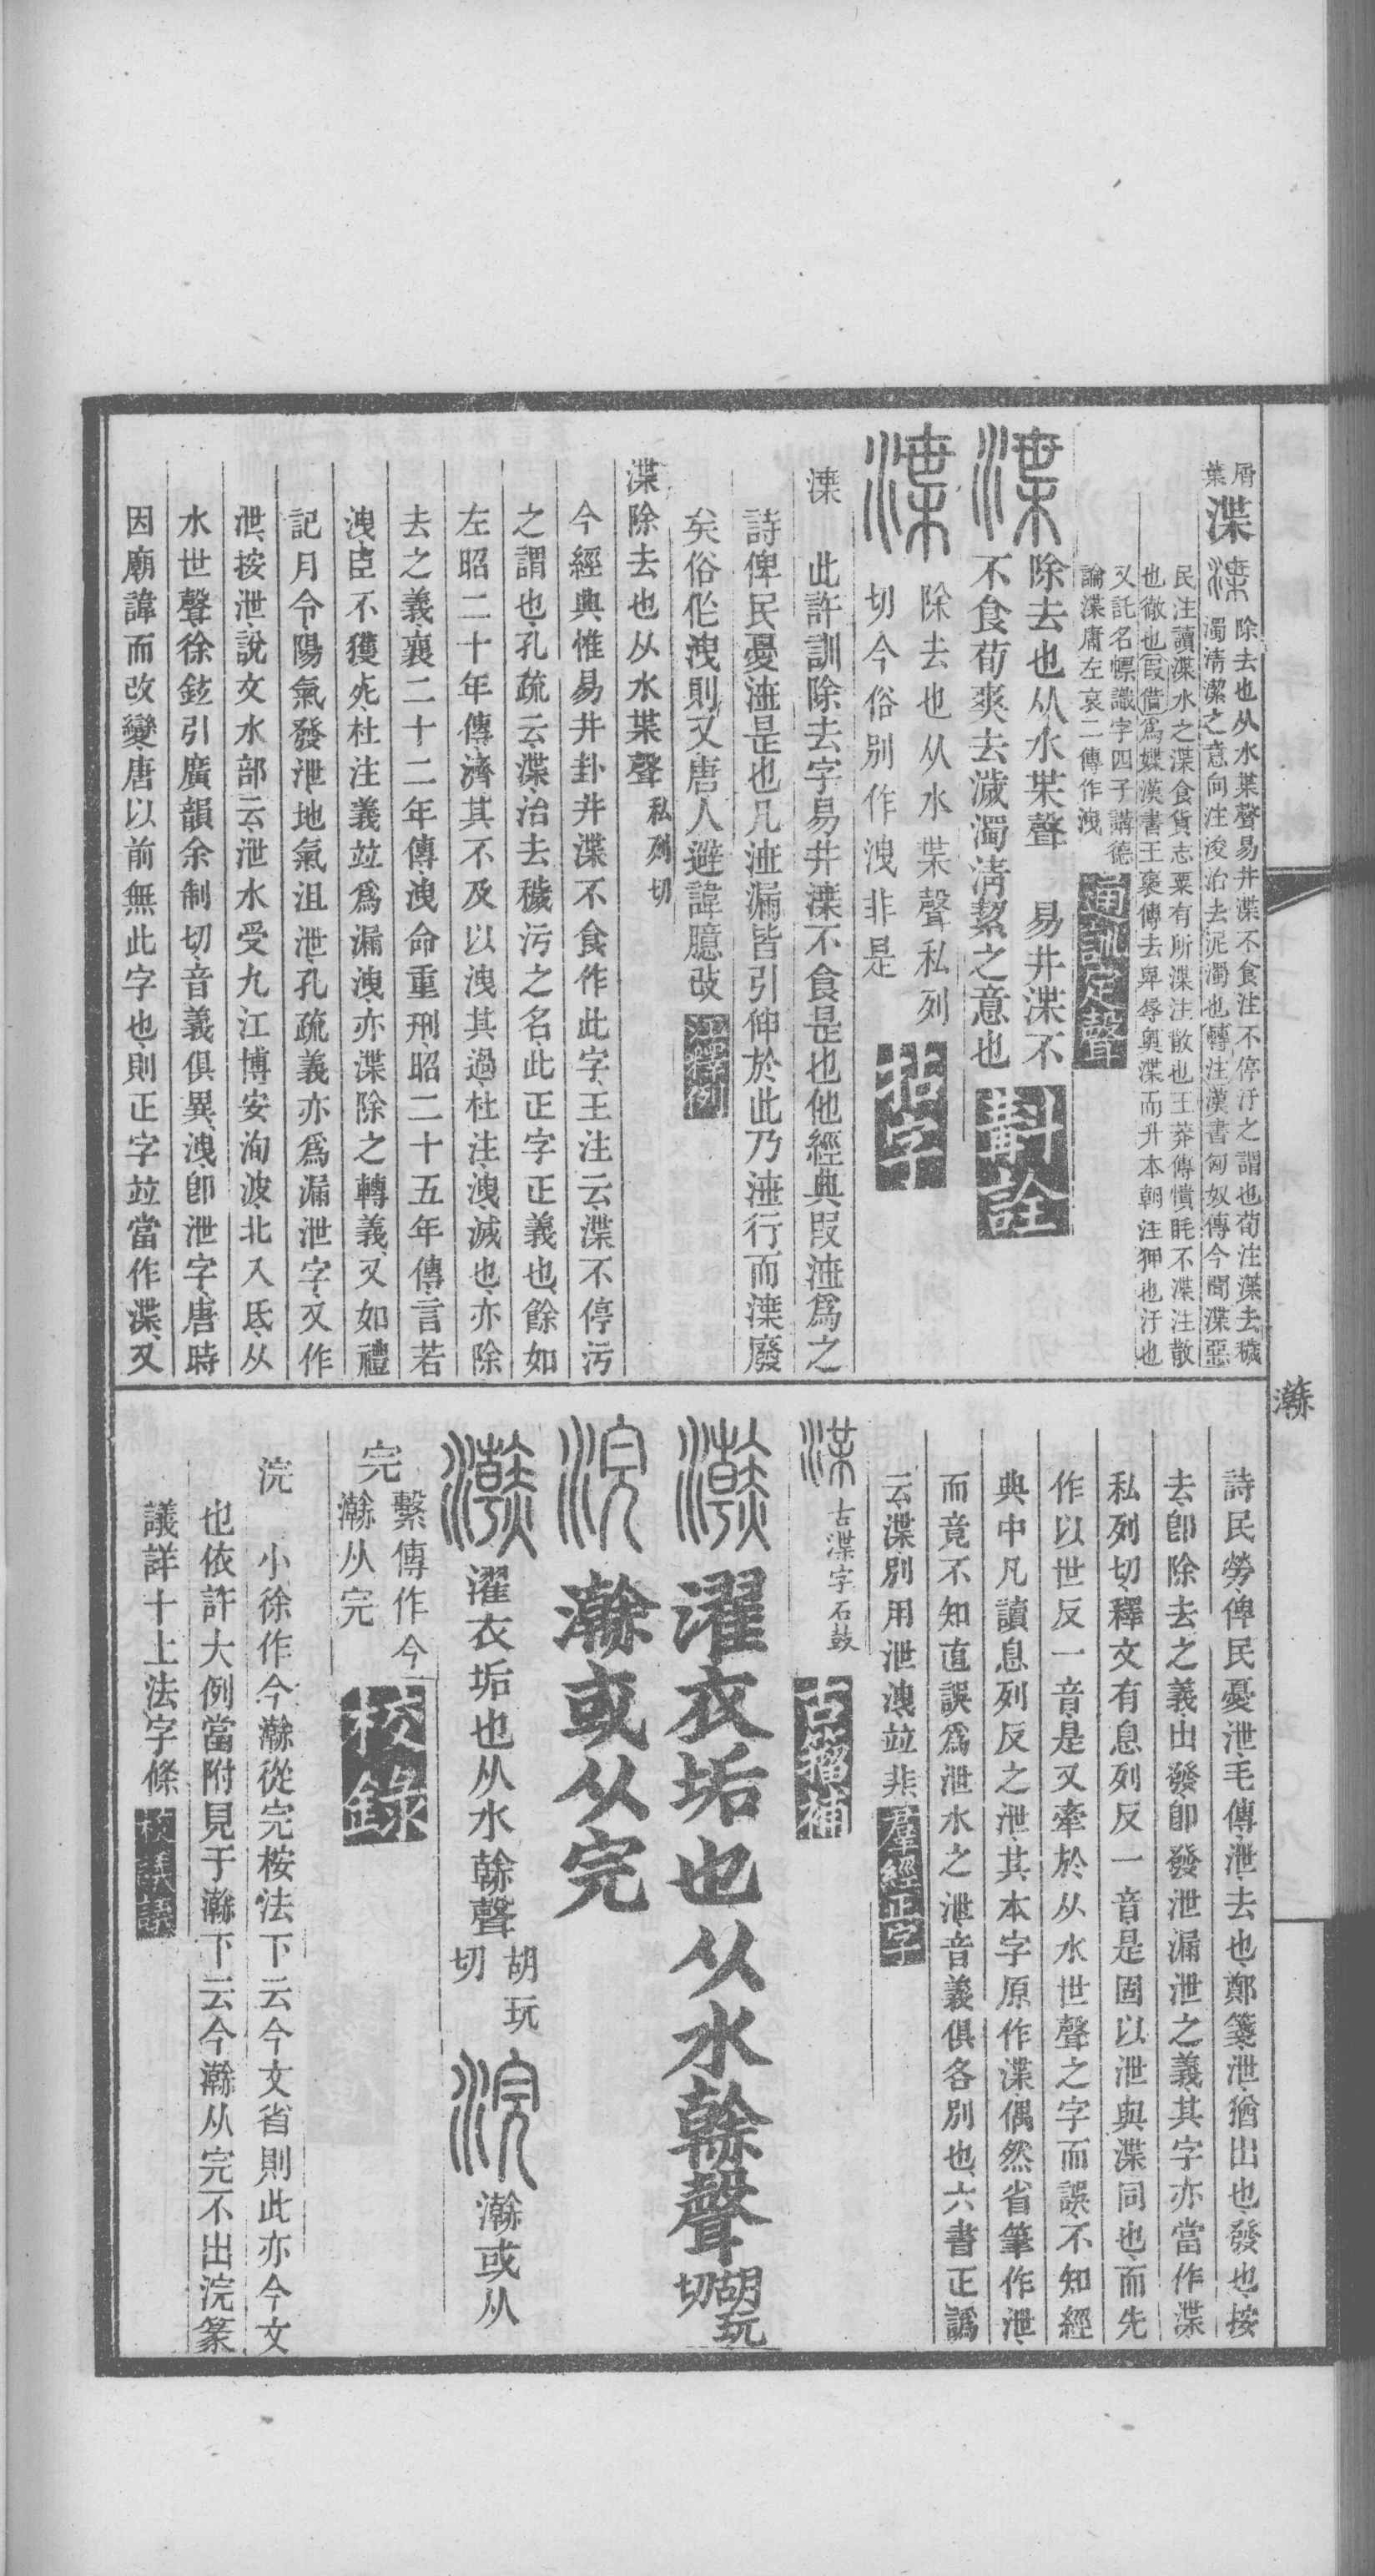 屑葉
渫
除去也从水枼聲易井渫不食注不停汙之謂也荀注渫去穢
濁清潔之意向注浚治去泥濁也轉注漢書匈奴傳今聞渫惡
民注讀渫水之渫食貨志粟有所渫注散也王莽傳憒眊不渫注散
也徹也叚借爲媟漢書王襃傳去卑辱奧渫而升本朝注狎也汙也
又託名幖識字四子講德
論渫庸左哀二傳作洩
通訓定聲
渫
除去也从水枼聲 易井渫不
不食荀爽去濊濁淸絜之意也
斠詮
渫
除去也从水枼聲私列
切今俗别作洩非是
渫
此許訓除去字易井渫不食是也他經典叚泄爲之
詩俾民憂泄是也凡泄漏皆引伸於此乃泄行而渫廢
矣俗作洩則又唐人避諱臆改
江釋例
渫除去也从水枼聲私列切
今經典惟易井卦井渫不食作此字王注云渫不停污
之謂也孔疏云渫治去穢污之名此正字正義也餘如
左昭二十年傳濟其不及以洩其過杜注洩減也亦除
去之義襄二十二年傳洩命重刑昭二十五年傳言若
洩臣不獲死杜注義竝爲漏洩亦渫除之轉義又如禮
記月令陽氣發泄地氣沮泄孔疏義亦爲漏泄字又作
泄按泄說文水部云泄水受九江博安洵波北入氐从
水世聲徐鉉引廣韻余制切音義俱異洩卽泄字唐時
因廟諱而改變唐以前無此字也則正字竝當作渫又
瀚
詩民勞俾民憂泄毛傳泄去也鄭箋泄猶出也發也按
去卽除去之義出發卽發泄漏泄之義其字亦當作渫
私列切釋文有息列反一音是固以泄與渫同也而先
作以世反一音是又牽於从水世聲之字而誤不知經
典中凡讀息列反之泄其本字原作渫偶然省筆作泄
而竟不知直誤爲泄水之泄音義俱各別也六書正譌
云渫別用泄洩竝非
羣經正字
渫
古渫字石鼓
古籀補
濯衣垢也从水榦聲胡玩切
浣
瀚或从完
濯衣垢也从水榦聲胡玩切
浣
瀚或从
完
繫傳作今
瀚从完
校錄
浣
小徐作今瀚從完桉法下云今文省則此亦今文
也依許大例當附見于瀚下云今瀚从完不出浣篆
議詳十上法字條
校議議